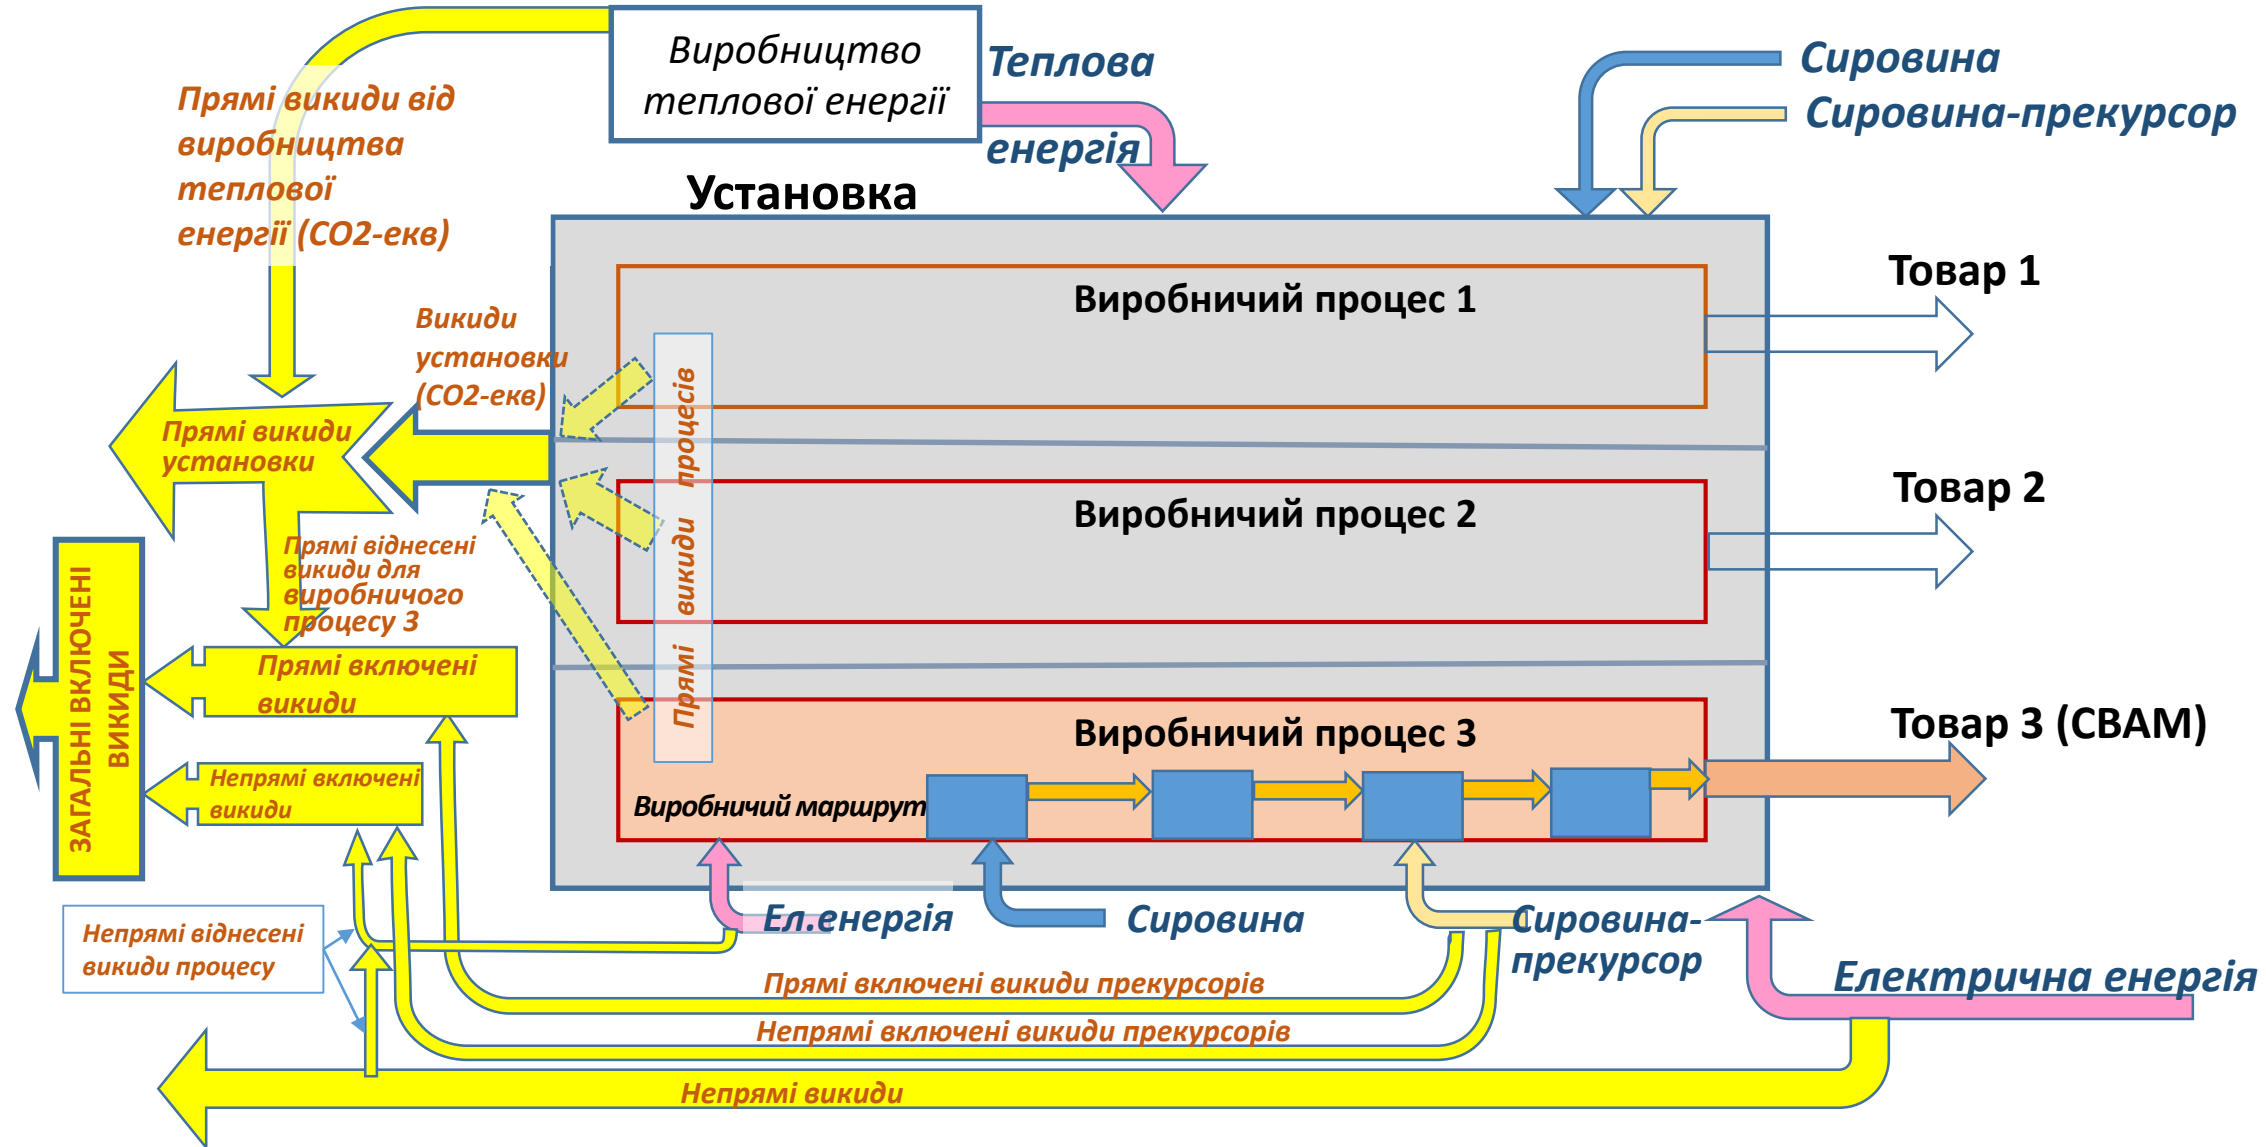 Виробництво
теплової енергії
Теплова
енергія
Сировина
Сировина-прекурсор
Прямі викиди від
виробництва
теплової
енергії (СО2-екв)
Установка
Виробничий процес 1
Товар 1
Викиди
установки
(СО2-екв)
Прямі викиди процесів
Прямі викиди
установки
Виробничий процес 2
Товар 2
Прямі віднесені
викиди для
виробничого
процесу 3
ЗАГАЛЬНІ ВКЛЮЧЕНІ
ВИКИДИ
Прямі включені
викиди
Виробничий процес 3
Товар 3 (СВАМ)
Непрямі включені
викиди
Виробничий маршрут
Ел.енергія
Сировина
Сировина-
прекурсор
Непрямі віднесені
викиди процесу
Електрична енергія
Прямі включені викиди прекурсорів
Непрямі включені викиди прекурсорів
Непрямі викиди